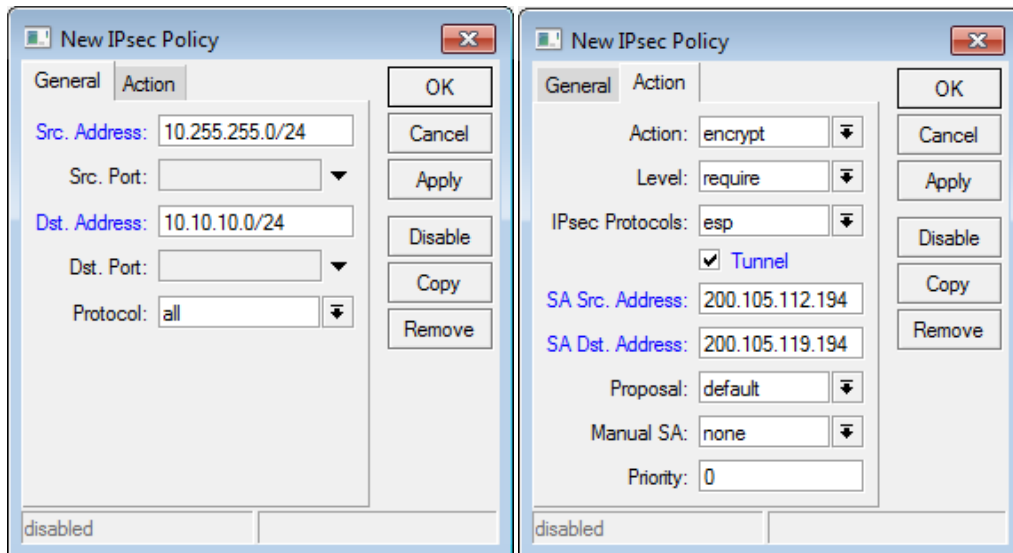 New IPsec Policy
General Action
OK
Src. Address: 10.255.255.0/24
Cancel
Src. Port:
Apply
Dst. Address: 10.10.10.0/24
Disable
Dst. Port:
Copy
Protocol: all
Remove
disabled
New IPsec Policy
General Action
OK
Action: encrypt
Cancel
Level: require
Apply
IPsec Protocols: esp
Disable
Tunnel
Copy
SA Src. Address: 200.105.112.194
Remove
SA Dst. Address: 200.105.119.194
Proposal: default
Manual SA: none
Priority: 0
disabled